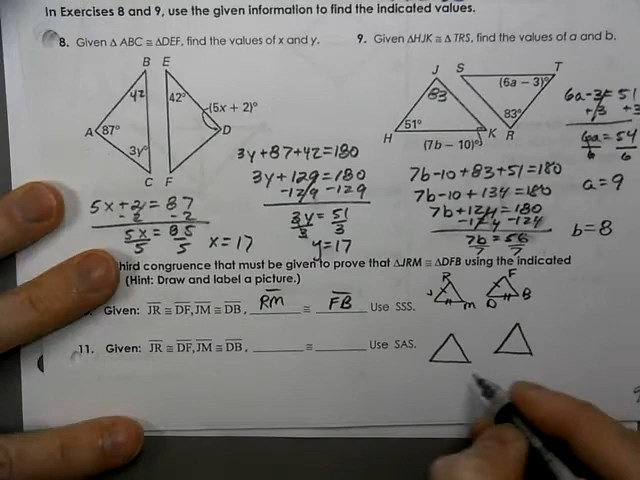 In Exercises 8 and 9, use the given information to find the indicated values.
8. Given Δ ABC ≅ ΔDEF, find the values of x and y.
B E
42
42°
(5x + 2)°
A 87°
D
3y°
C F
5x + 2 = 87
- 2 - 2
5x = 85
5 5
x = 17
3y + 87 + 42 = 180
3y + 129 = 180
- 129 - 129
3y = 51
3 3
y = 17
9. Given ΔHJK ≅ Δ TRS, find the values of a and b.
J S T
(6a – 3)°
83
83°
51°
H
K R
(7b – 10)°
6a - 3 = 51
+3 +3
6a = 54
6 6
a = 9
7b - 10 + 83 + 51 = 180
7b - 10 + 134 = 180
7b + 124 = 180
- 124 - 124
7b = 56
7 7
b = 8
third congruence that must be given to prove that ΔJRM ≅ ΔDFB using the indicated
(Hint: Draw and label a picture.)
Given: JR ≅ DF, JM ≅ DB, RM ≅ FB Use SSS.
R F
J M D B
11. Given: JR ≅ DF, JM ≅ DB, ______ ≅ ______ Use SAS.